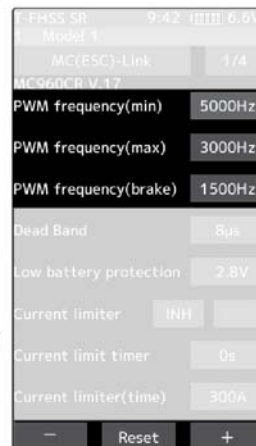 T-FHSS SR 9:42 6.6V
1 Model 1
MC(ESC)-Link 1/4
MC960CR V.17
PWM frequency(min) 5000Hz
PWM frequency(max) 3000Hz
PWM frequency(brake) 1500Hz
Dead Band 8µs
Low battery protection 2.8V
Current limiter INH
Current limit timer 0s
Current limiter(time) 300A
− Reset +